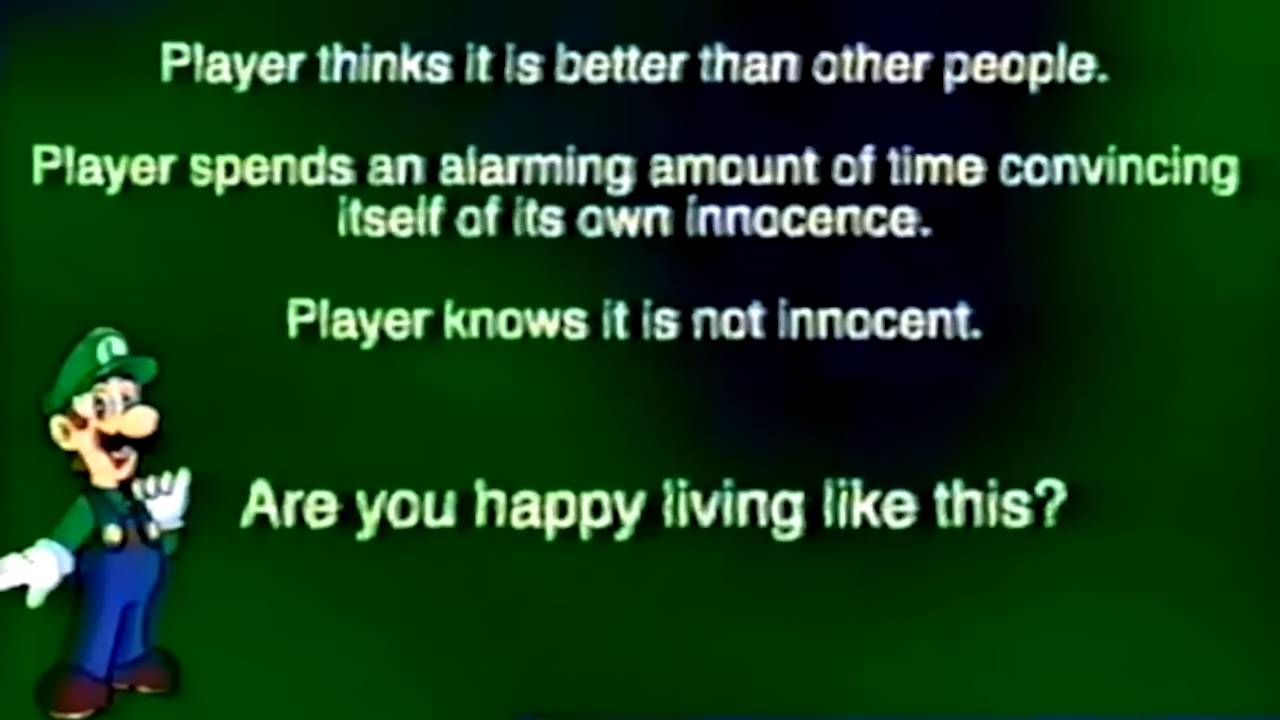 Player thinks it is better than other people.
Player spends an alarming amount of time convincing
itself of its own innocence.
Player knows it is not innocent.
Are you happy living like this?
L